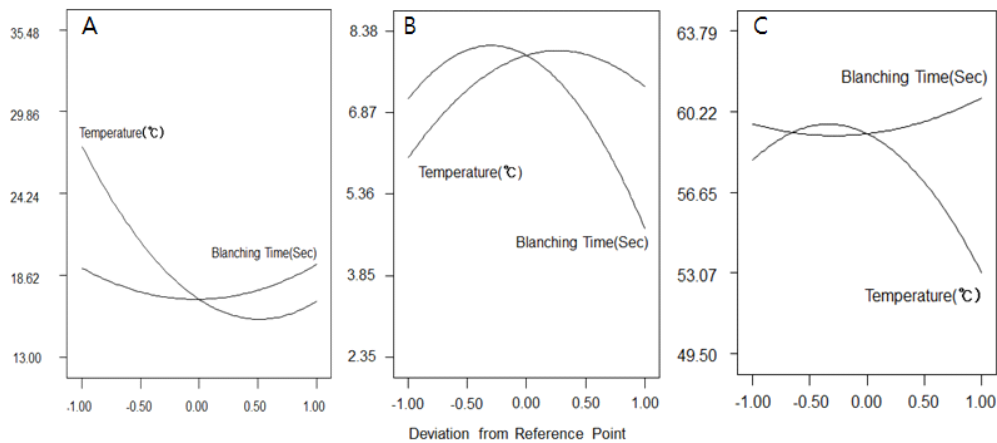 A
35.48
29.86
24.24
18.62
13.00
Temperature(℃)
Blanching Time(Sec)
-1.00 -0.50 0.00 0.50 1.00
B
8.38
6.87
5.36
3.85
2.35
Temperature(℃)
Blanching Time(Sec)
-1.00 -0.50 0.00 0.50 1.00
Deviation from Reference Point
C
63.79
60.22
56.65
53.07
49.50
Blanching Time(Sec)
Temperature(℃)
-1.00 -0.50 0.00 0.50 1.00